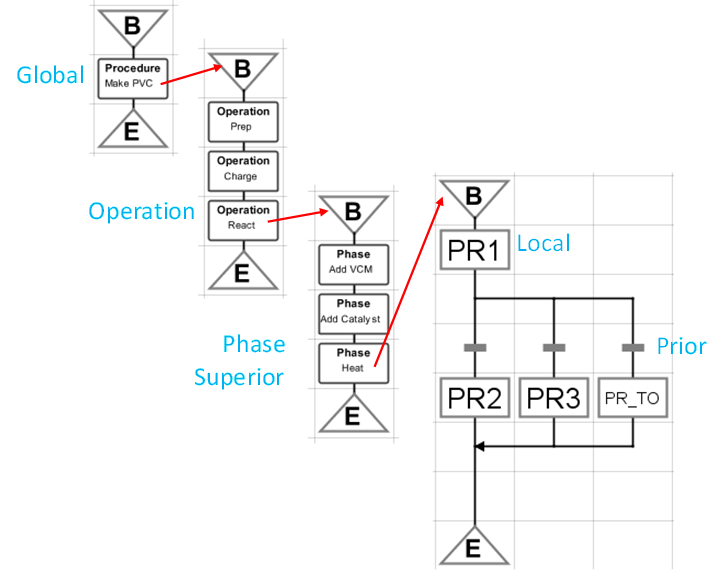 B
Global
Procedure
Make PVC
E
B
Operation
Prep
Operation
Charge
Operation
Operation
React
E
B
Phase
Add VCM
Phase
Add Catalyst
Phase
Superior
Phase
Heat
E
B
PR1
Local
Prior
PR2
PR3
PR_TO
E